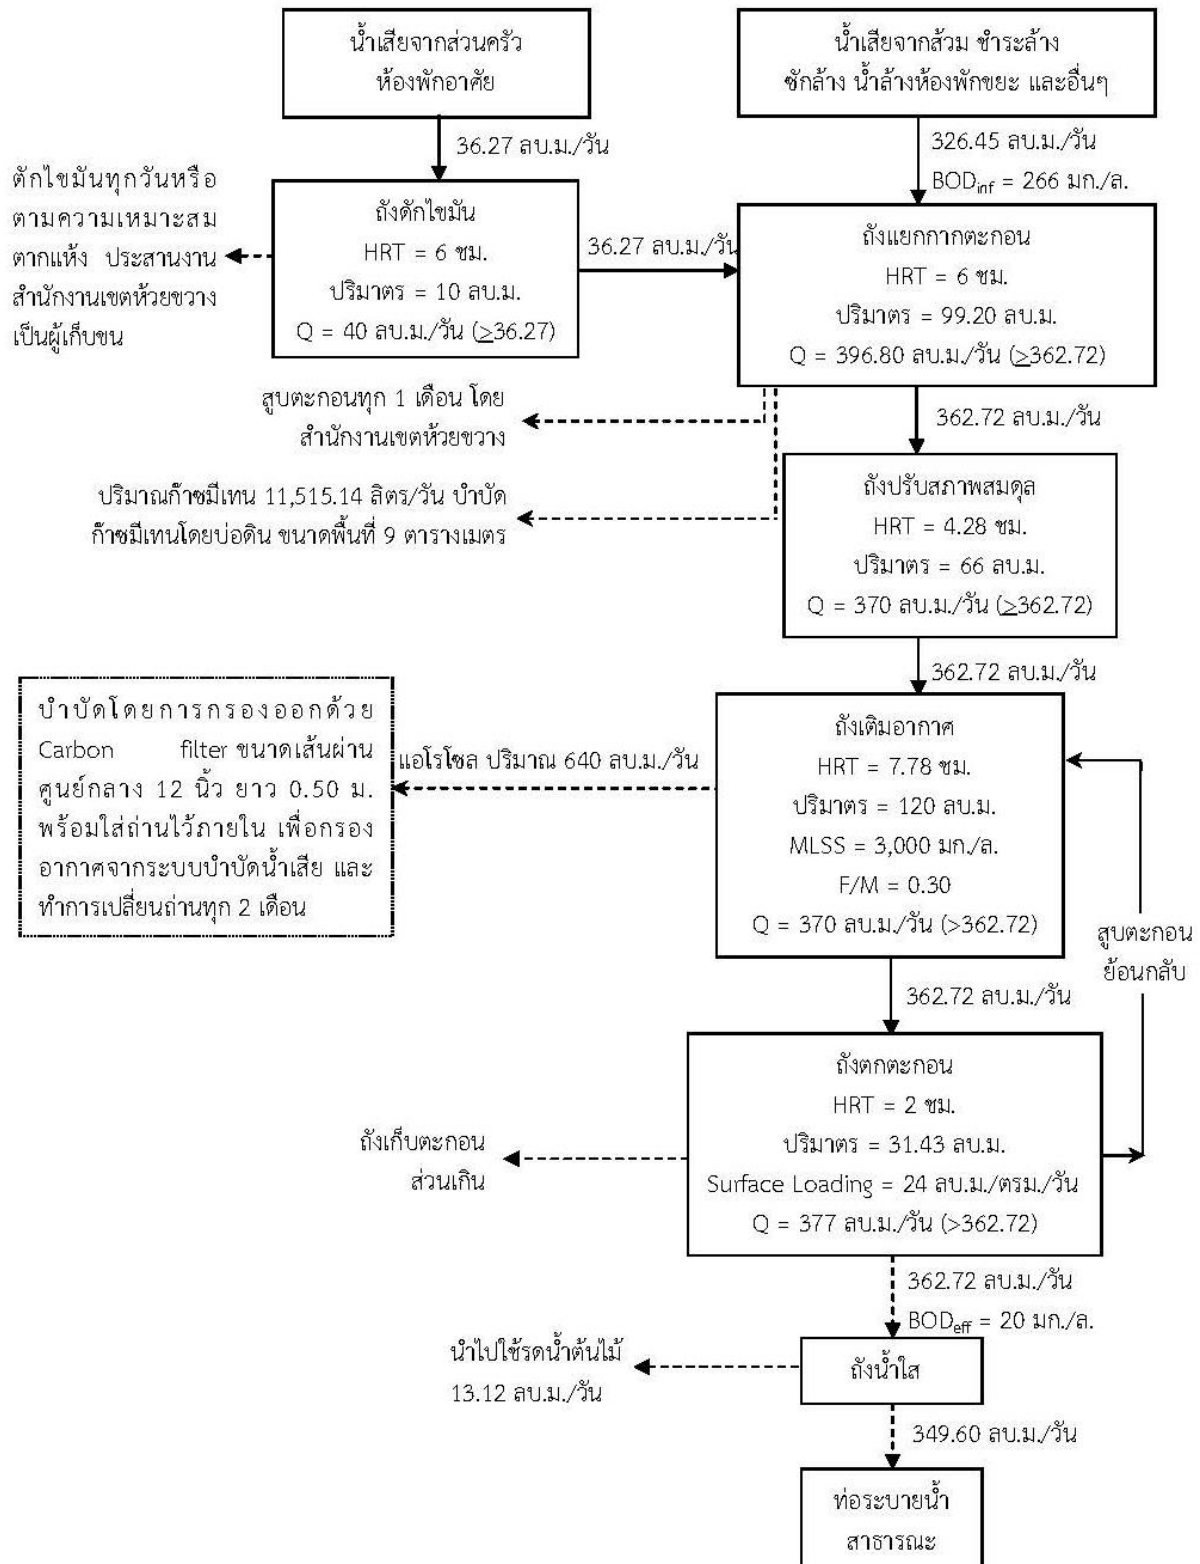 น้ำเสียจากส่วนครัว
ห้องพักอาศัย
น้ำเสียจากส้วม ชำระล้าง
ซักล้าง น้ำล้างห้องพักขยะ และอื่นๆ
36.27 ลบ.ม./วัน
326.45 ลบ.ม./วัน
BODinf = 266 มก./ล.
ตักไขมันทุกวันหรือ
ตามความเหมาะสม
ตากแห้ง ประสานงาน
สำนักงานเขตห้วยขวาง
เป็นผู้เก็บขน
ถังดักไขมัน
HRT = 6 ชม.
ปริมาตร = 10 ลบ.ม.
Q = 40 ลบ.ม./วัน (≥36.27)
36.27 ลบ.ม./วัน
ถังแยกกากตะกอน
HRT = 6 ชม.
ปริมาตร = 99.20 ลบ.ม.
Q = 396.80 ลบ.ม./วัน (≥362.72)
สูบตะกอนทุก 1 เดือน โดย
สำนักงานเขตห้วยขวาง
362.72 ลบ.ม./วัน
ปริมาณก๊าซมีเทน 11,515.14 ลิตร/วัน บำบัด
ก๊าซมีเทนโดยบ่อดิน ขนาดพื้นที่ 9 ตารางเมตร
ถังปรับสภาพสมดุล
HRT = 4.28 ชม.
ปริมาตร = 66 ลบ.ม.
Q = 370 ลบ.ม./วัน (≥362.72)
362.72 ลบ.ม./วัน
บำบัดโดยการกรองออกด้วย
Carbon filter ขนาดเส้นผ่าน
ศูนย์กลาง 12 นิ้ว ยาว 0.50 ม.
พร้อมใส่ถ่านไว้ภายใน เพื่อกรอง
อากาศจากระบบบำบัดน้ำเสีย และ
ทำการเปลี่ยนถ่านทุก 2 เดือน
แอโรโซล ปริมาณ 640 ลบ.ม./วัน
ถังเติมอากาศ
HRT = 7.78 ชม.
ปริมาตร = 120 ลบ.ม.
MLSS = 3,000 มก./ล.
F/M = 0.30
Q = 370 ลบ.ม./วัน (>362.72)
สูบตะกอน
ย้อนกลับ
362.72 ลบ.ม./วัน
ถังตกตะกอน
HRT = 2 ชม.
ปริมาตร = 31.43 ลบ.ม.
Surface Loading = 24 ลบ.ม./ตรม./วัน
Q = 377 ลบ.ม./วัน (>362.72)
ถังเก็บตะกอน
ส่วนเกิน
362.72 ลบ.ม./วัน
BODeff = 20 มก./ล.
นำไปใช้รดน้ำต้นไม้
13.12 ลบ.ม./วัน
ถังน้ำใส
349.60 ลบ.ม./วัน
ท่อระบายน้ำ
สาธารณะ